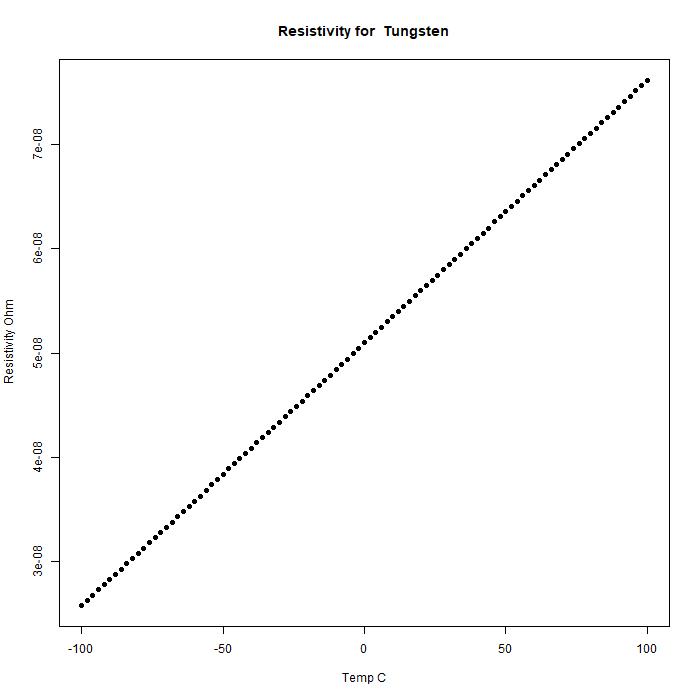 Resistivity for  Tungsten
Resistivity Ohm
7e-08
6e-08
5e-08
4e-08
3e-08
-100
-50
0
50
100
Temp C